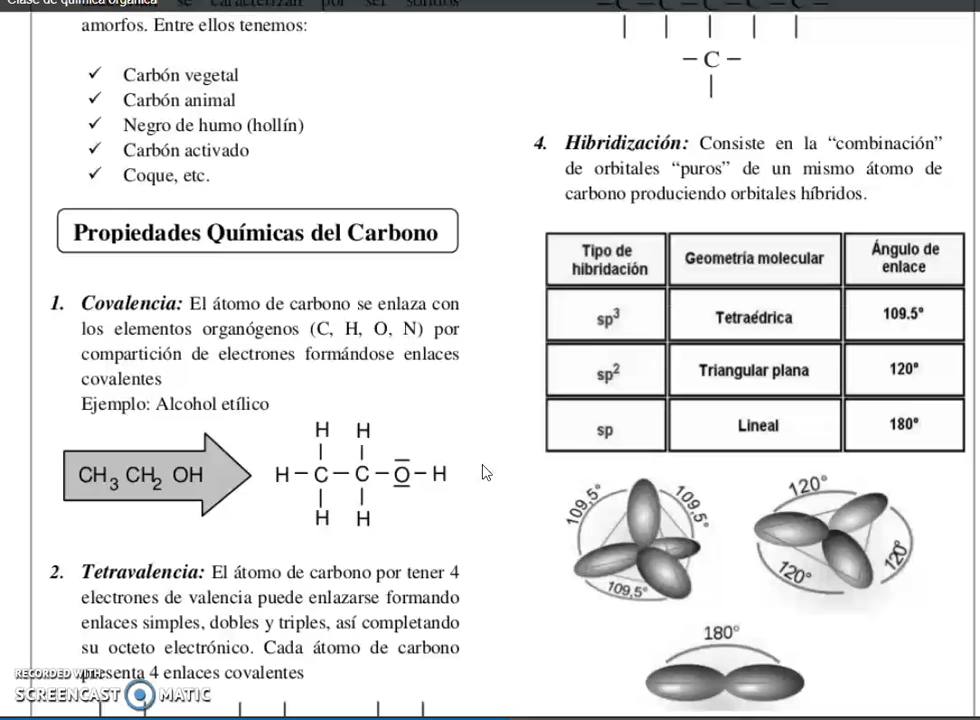 Clase de química orgánica
se caracterizan por ser sólidos
amorfos. Entre ellos tenemos:
✓ Carbón vegetal
✓ Carbón animal
✓ Negro de humo (hollín)
✓ Carbón activado
✓ Coque, etc.
Propiedades Químicas del Carbono
1. Covalencia: El átomo de carbono se enlaza con
los elementos organógenos (C, H, O, N) por
compartición de electrones formándose enlaces
covalentes
Ejemplo: Alcohol etílico
CH3 CH2 OH
H H
H – C – C – O – H
H H
2. Tetravalencia: El átomo de carbono por tener 4
electrones de valencia puede enlazarse formando
enlaces simples, dobles y triples, así completando
su octeto electrónico. Cada átomo de carbono
presenta 4 enlaces covalentes
RECORDED WITH
SCREENCAST MATIC
– C – C – C – C – C –
– C –
4. Hibridización: Consiste en la “combinación”
de orbitales “puros” de un mismo átomo de
carbono produciendo orbitales híbridos.
Tipo de hibridación Geometría molecular Ángulo de enlace
sp3 Tetraédrica 109.5°
sp2 Triangular plana 120°
sp Lineal 180°
109,5° 109,5° 109,5°
120° 120° 120°
180°